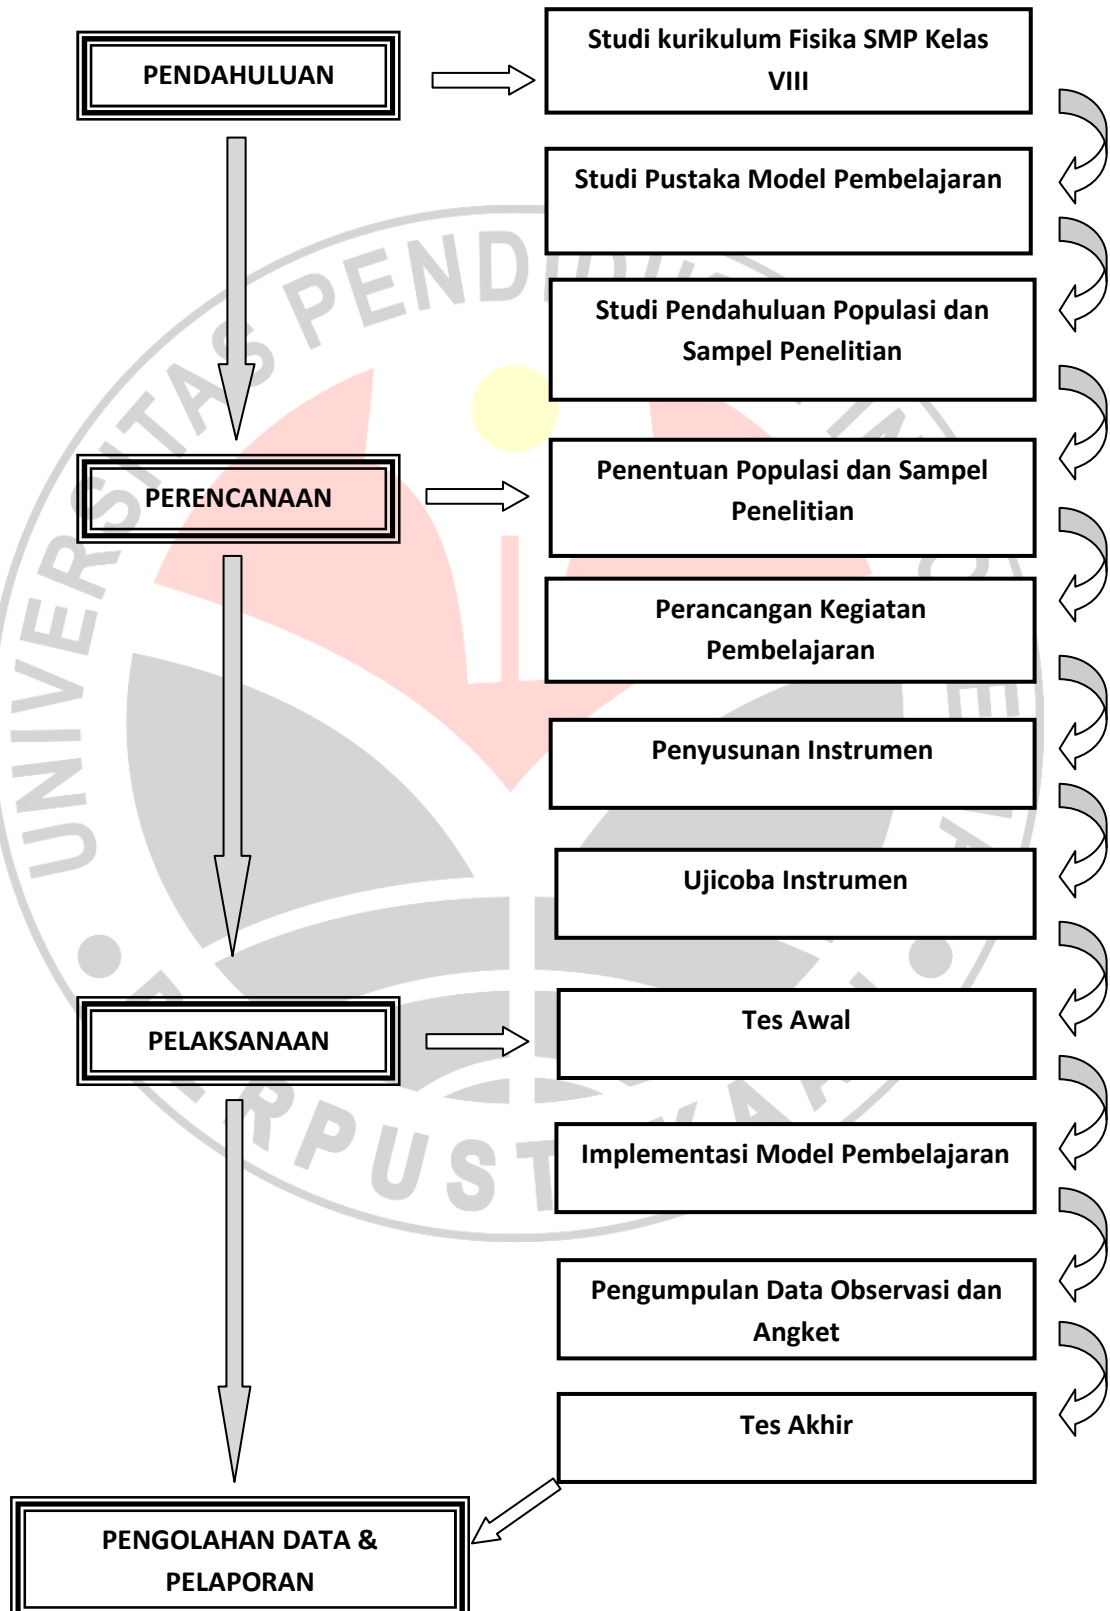 PENDAHULUAN
Studi kurikulum Fisika SMP Kelas
VIII
Studi Pustaka Model Pembelajaran
Studi Pendahuluan Populasi dan
Sampel Penelitian
PERENCANAAN
Penentuan Populasi dan Sampel
Penelitian
Perancangan Kegiatan
Pembelajaran
Penyusunan Instrumen
Ujicoba Instrumen
PELAKSANAAN
Tes Awal
Implementasi Model Pembelajaran
Pengumpulan Data Observasi dan
Angket
Tes Akhir
PENGOLAHAN DATA &
PELAPORAN
UNIVERSITAS PENDIDI